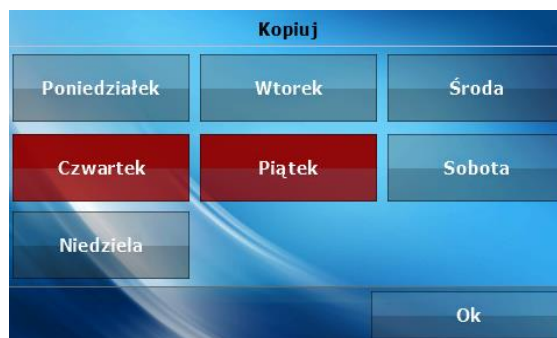 Kopiuj
Poniedziałek Wtorek Środa
Czwartek Piątek Sobota
Niedziela
Ok